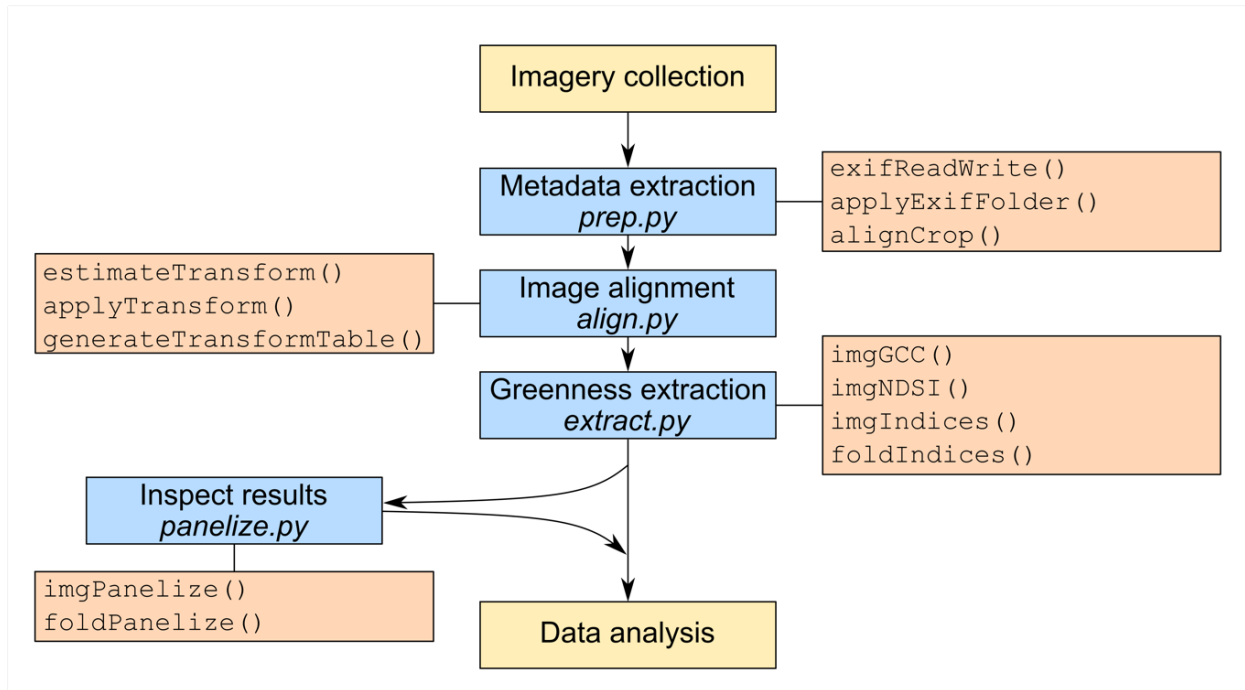 Imagery collection
Metadata extraction
prep.py
exifReadWrite()
applyExifFolder()
alignCrop()
estimateTransform()
applyTransform()
generateTransformTable()
Image alignment
align.py
Greenness extraction
extract.py
imgGCC()
imgNDSI()
imgIndices()
foldIndices()
Inspect results
panelize.py
imgPanelize()
foldPanelize()
Data analysis